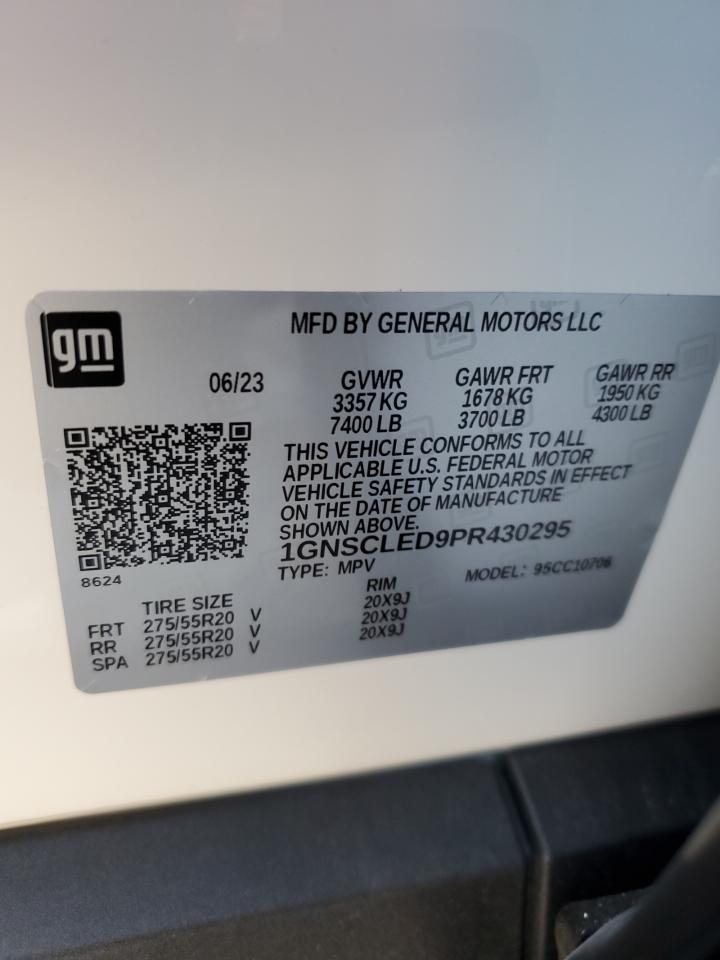 gm
MFD BY GENERAL MOTORS LLC
06/23
GVWR GAWR FRT GAWR RR
3357 KG 1678 KG 1950 KG
7400 LB 3700 LB 4300 LB
THIS VEHICLE CONFORMS TO ALL
APPLICABLE U.S. FEDERAL MOTOR
VEHICLE SAFETY STANDARDS IN EFFECT
ON THE DATE OF MANUFACTURE
SHOWN ABOVE.
1GNSCLED9PR430295
8624
TYPE: MPV MODEL: 95CC10706
TIRE SIZE RIM
FRT 275/55R20 V 20X9J
RR 275/55R20 V 20X9J
SPA 275/55R20 V 20X9J